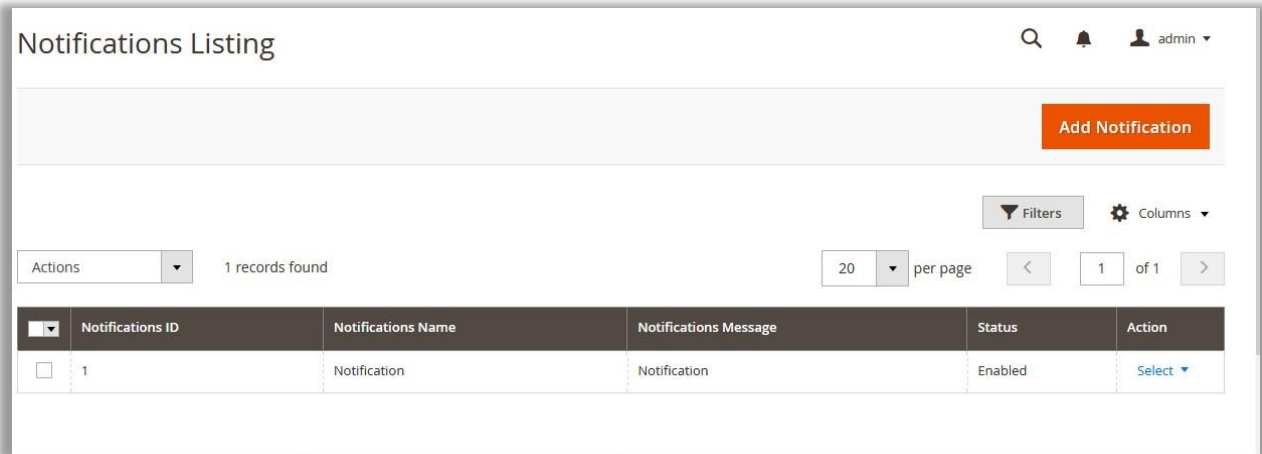 Notifications Listing
admin
Add Notification
Filters
Columns
Actions
1 records found
20
per page
1
of 1
Notifications ID
Notifications Name
Notifications Message
Status
Action
1
Notification
Notification
Enabled
Select